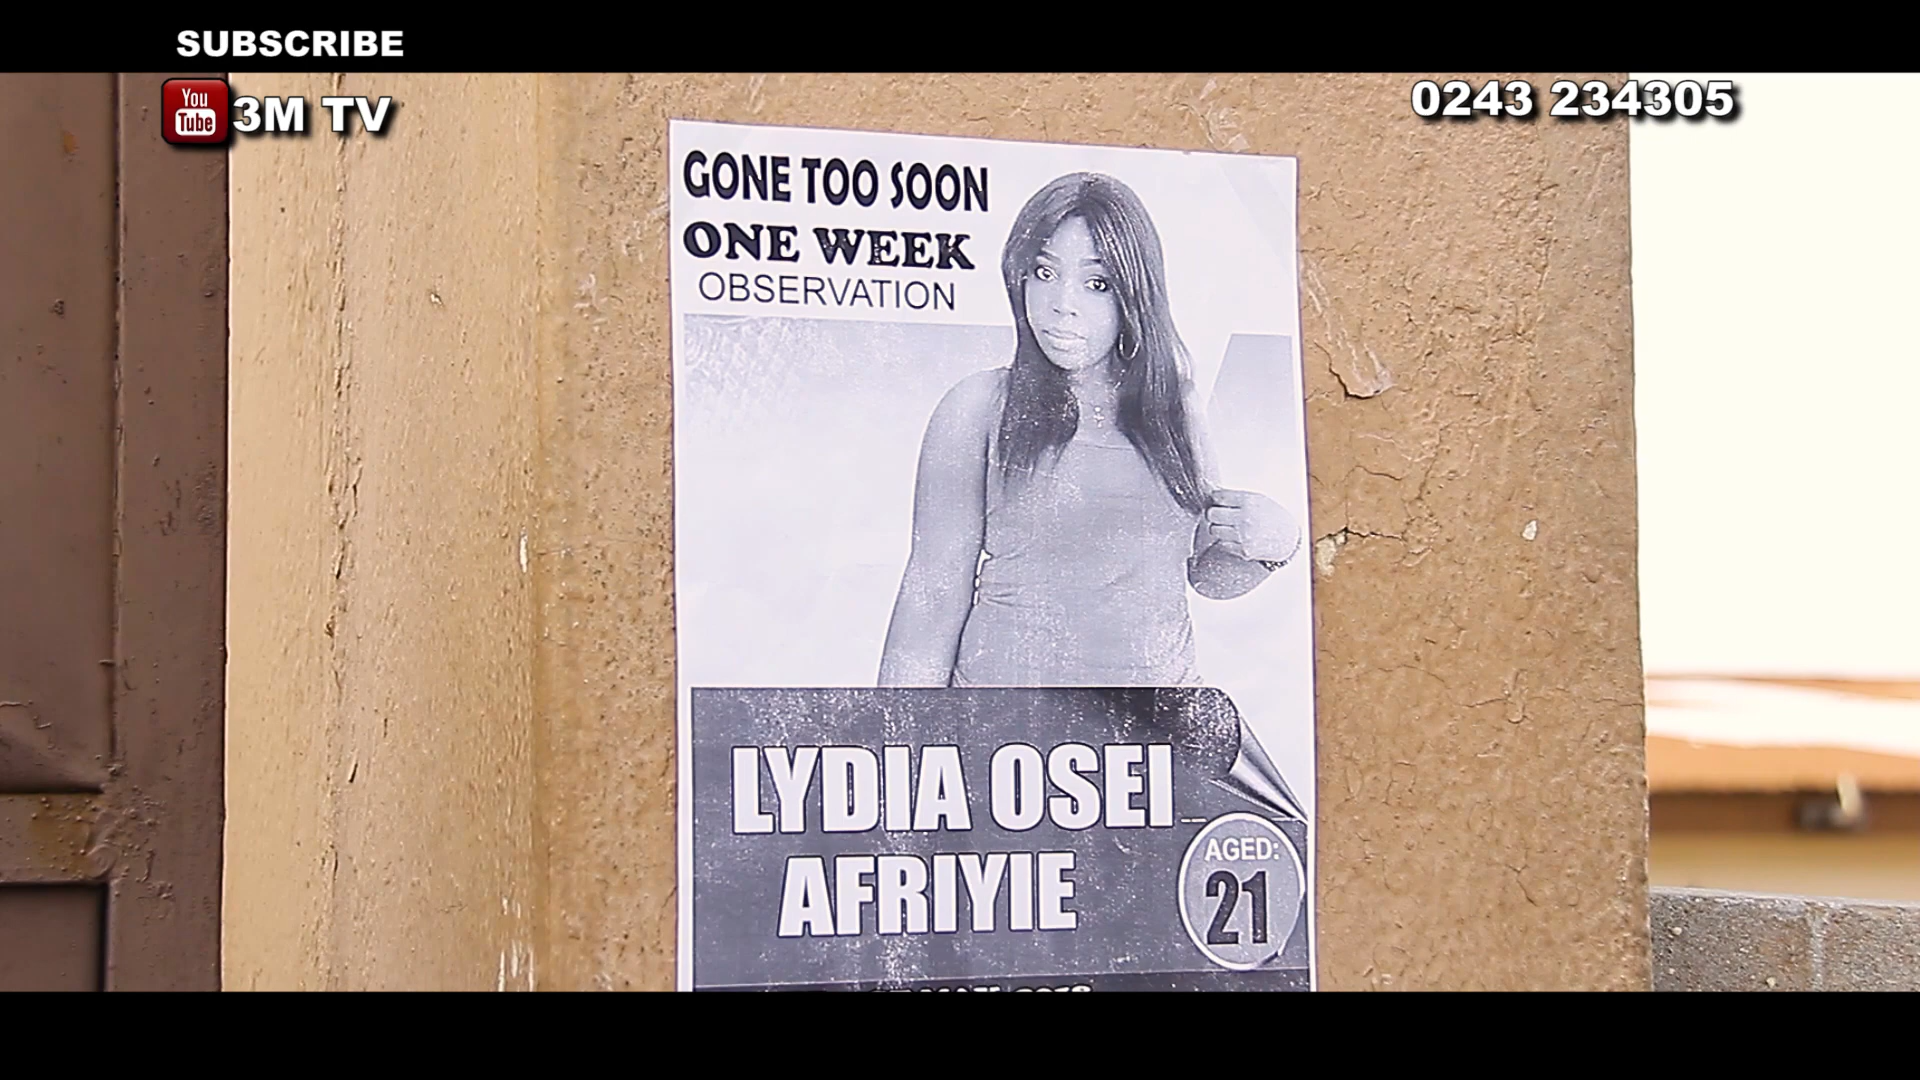 SUBSCRIBE
You
Tube
3M TV
0243 234305
GONE TOO SOON
ONE WEEK
OBSERVATION
LYDIA OSEI
AFRIYIE
AGED:
21